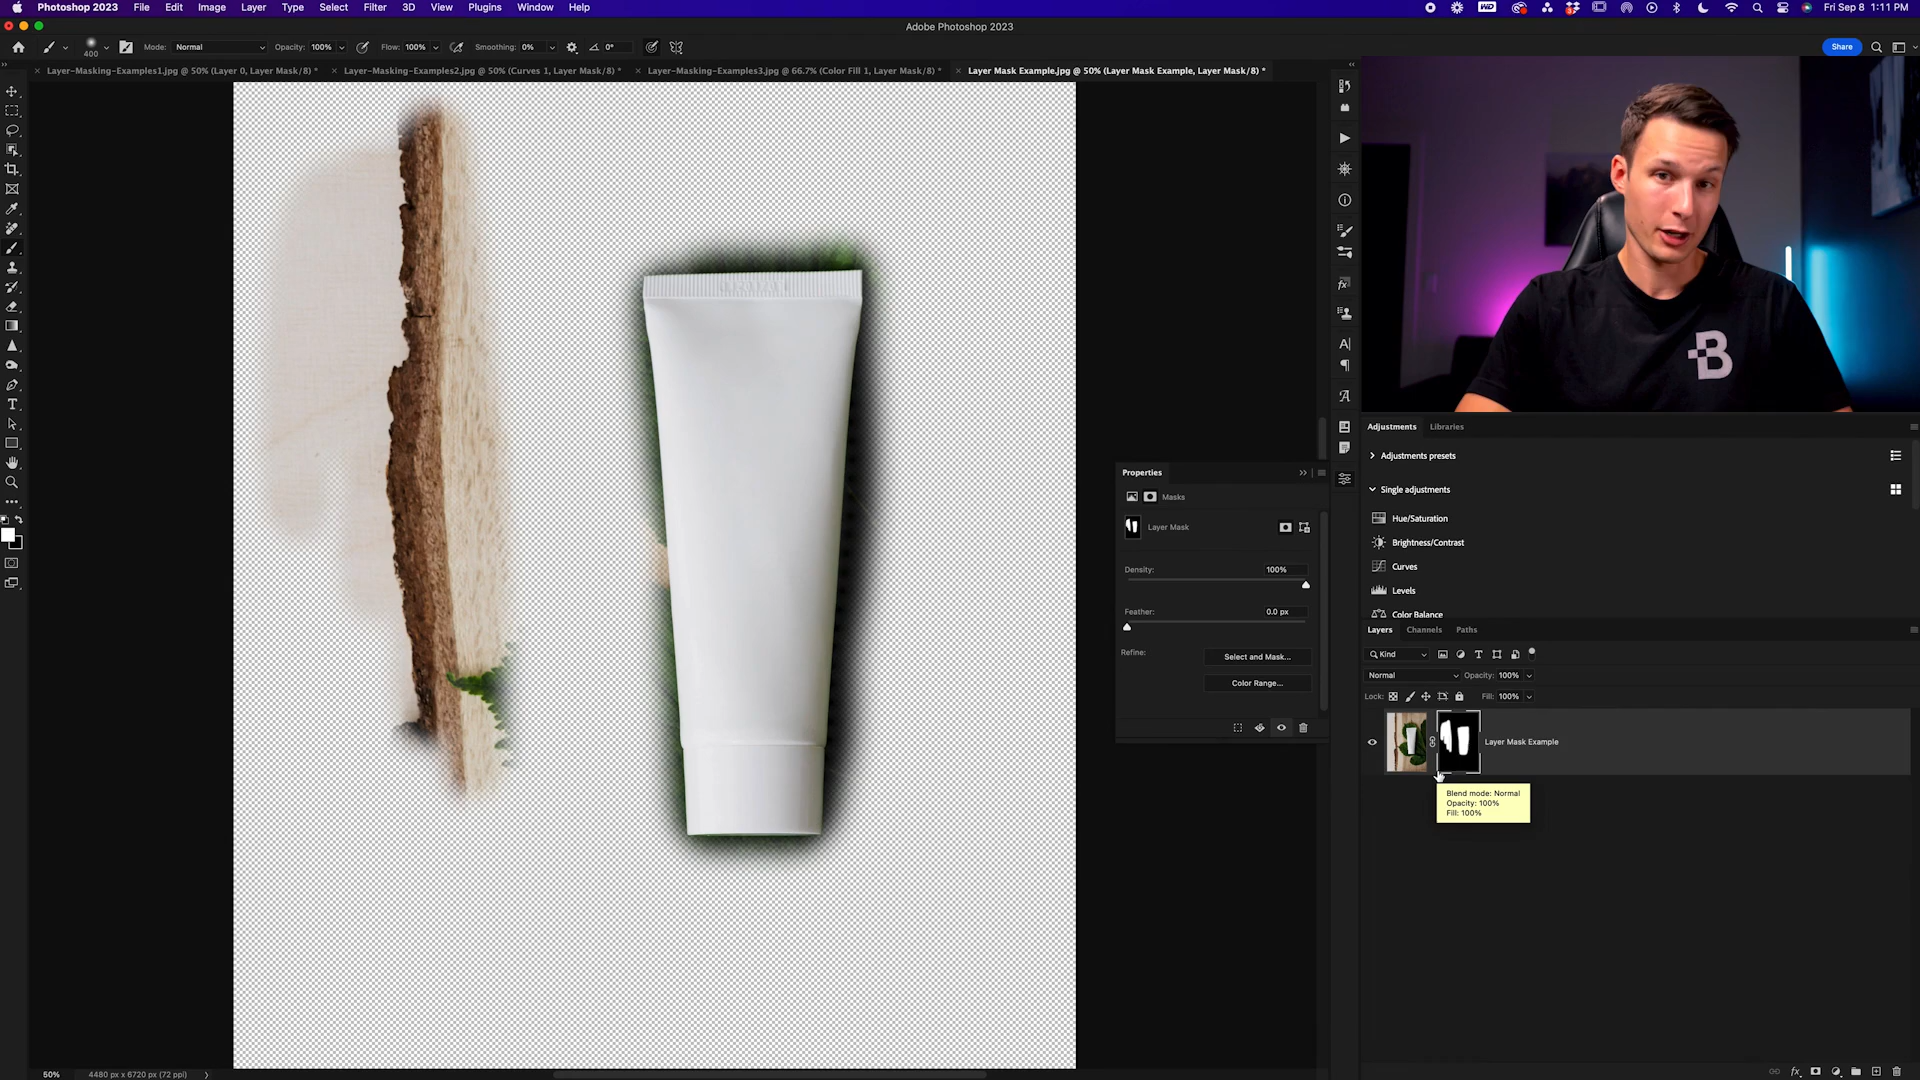 Photoshop 2023 File Edit Image Layer Type Select Filter 3D View Plugins Window Help Fri Sep 8 1:11 PM
Adobe Photoshop 2023
400 Mode: Normal Opacity: 100% Flow: 100% Smoothing: 0% 0° Share
Layer-Masking-Examples1.jpg @ 50% (Layer 0, Layer Mask/8) * Layer-Masking-Examples2.jpg @ 50% (Curves 1, Layer Mask/8) * Layer-Masking-Examples3.jpg @ 66.7% (Color Fill 1, Layer Mask/8) * Layer Mask Example.jpg @ 50% (Layer Mask Example, Layer Mask/8) *
B
Adjustments Libraries
Adjustments presets
Single adjustments
Hue/Saturation
Brightness/Contrast
Curves
Levels
Color Balance
Properties
Masks
Layer Mask
Density: 100%
Feather: 0.0 px
Refine: Select and Mask...
Color Range...
Layers Channels Paths
Kind
Normal Opacity: 100%
Lock: Fill: 100%
Layer Mask Example
Blend mode: Normal
Opacity: 100%
Fill: 100%
50% 4480 px x 6720 px (72 ppi)